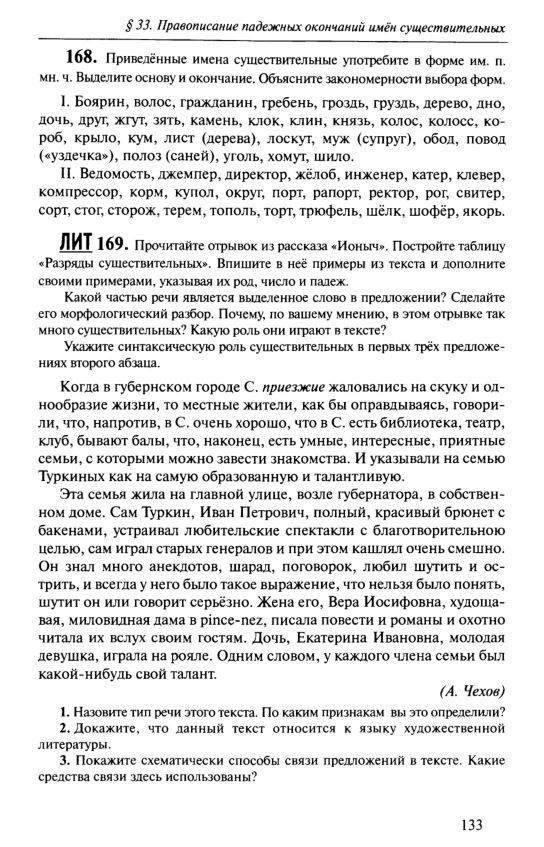 § 33. Правописание падежных окончаний имён существительных
168. Приведённые имена существительные употребите в форме им. п.
мн. ч. Выделите основу и окончание. Объясните закономерности выбора форм.
I. Боярин, волос, гражданин, гребень, гроздь, груздь, дерево, дно,
дочь, друг, жгут, зять, камень, клок, клин, князь, колос, колосс, ко-
роб, крыло, кум, лист (дерева), лоскут, муж (супруг), обод, повод
(«уздечка»), полоз (саней), уголь, хомут, шило.
II. Ведомость, джемпер, директор, жёлоб, инженер, катер, клевер,
компрессор, корм, купол, округ, порт, рапорт, ректор, рог, свитер,
сорт, стог, сторож, терем, тополь, торт, трюфель, шёлк, шофёр, якорь.
ЛИТ 169. Прочитайте отрывок из рассказа «Ионыч». Постройте таблицу
«Разряды существительных». Впишите в неё примеры из текста и дополните
своими примерами, указывая их род, число и падеж.
Какой частью речи является выделенное слово в предложении? Сделайте
его морфологический разбор. Почему, по вашему мнению, в этом отрывке так
много существительных? Какую роль они играют в тексте?
Укажите синтаксическую роль существительных в первых трёх предложе-
ниях второго абзаца.
Когда в губернском городе С. приезжие жаловались на скуку и од-
нообразие жизни, то местные жители, как бы оправдываясь, говори-
ли, что, напротив, в С. очень хорошо, что в С. есть библиотека, театр,
клуб, бывают балы, что, наконец, есть умные, интересные, приятные
семьи, с которыми можно завести знакомства. И указывали на семью
Туркиных как на самую образованную и талантливую.
Эта семья жила на главной улице, возле губернатора, в собствен-
ном доме. Сам Туркин, Иван Петрович, полный, красивый брюнет с
бакенами, устраивал любительские спектакли с благотворительною
целью, сам играл старых генералов и при этом кашлял очень смешно.
Он знал много анекдотов, шарад, поговорок, любил шутить и ос-
трить, и всегда у него было такое выражение, что нельзя было понять,
шутит он или говорит серьёзно. Жена его, Вера Иосифовна, худоща-
вая, миловидная дама в pince-nez, писала повести и романы и охотно
читала их вслух своим гостям. Дочь, Екатерина Ивановна, молодая
девушка, играла на рояле. Одним словом, у каждого члена семьи был
какой-нибудь свой талант.
(А. Чехов)
1. Назовите тип речи этого текста. По каким признакам вы это определили?
2. Докажите, что данный текст относится к языку художественной
литературы.
3. Покажите схематически способы связи предложений в тексте. Какие
средства связи здесь использованы?
133